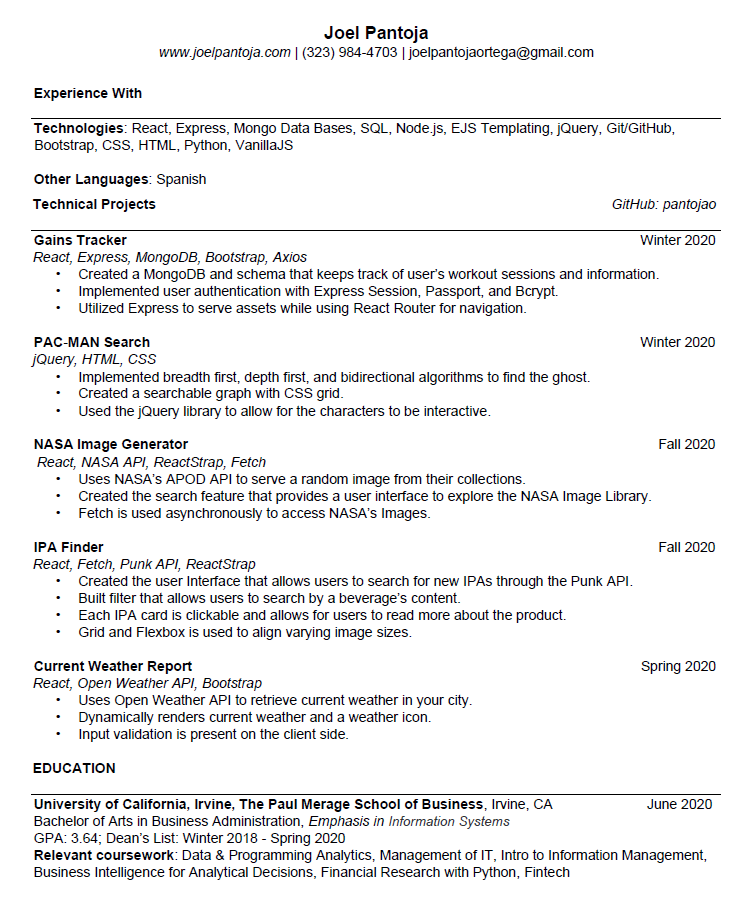 Joel Pantoja
www.joelpantoja.com | (323) 984-4703 | joelpantojaortega@gmail.com
Experience With
Technologies: React, Express, Mongo Data Bases, SQL, Node.js, EJS Templating, jQuery, Git/GitHub,
Bootstrap, CSS, HTML, Python, VanillaJS
Other Languages: Spanish
Technical Projects GitHub: pantojao
Gains Tracker Winter 2020
React, Express, MongoDB, Bootstrap, Axios
• Created a MongoDB and schema that keeps track of user's workout sessions and information.
• Implemented user authentication with Express Session, Passport, and Bcrypt.
• Utilized Express to serve assets while using React Router for navigation.
PAC-MAN Search Winter 2020
jQuery, HTML, CSS
• Implemented breadth first, depth first, and bidirectional algorithms to find the ghost.
• Created a searchable graph with CSS grid.
• Used the jQuery library to allow for the characters to be interactive.
NASA Image Generator Fall 2020
React, NASA API, ReactStrap, Fetch
• Uses NASA's APOD API to serve a random image from their collections.
• Created the search feature that provides a user interface to explore the NASA Image Library.
• Fetch is used asynchronously to access NASA's Images.
IPA Finder Fall 2020
React, Fetch, Punk API, ReactStrap
• Created the user Interface that allows users to search for new IPAs through the Punk API.
• Built filter that allows users to search by a beverage's content.
• Each IPA card is clickable and allows for users to read more about the product.
• Grid and Flexbox is used to align varying image sizes.
Current Weather Report Spring 2020
React, Open Weather API, Bootstrap
• Uses Open Weather API to retrieve current weather in your city.
• Dynamically renders current weather and a weather icon.
• Input validation is present on the client side.
EDUCATION
University of California, Irvine, The Paul Merage School of Business, Irvine, CA June 2020
Bachelor of Arts in Business Administration, Emphasis in Information Systems
GPA: 3.64; Dean's List: Winter 2018 - Spring 2020
Relevant coursework: Data & Programming Analytics, Management of IT, Intro to Information Management,
Business Intelligence for Analytical Decisions, Financial Research with Python, Fintech